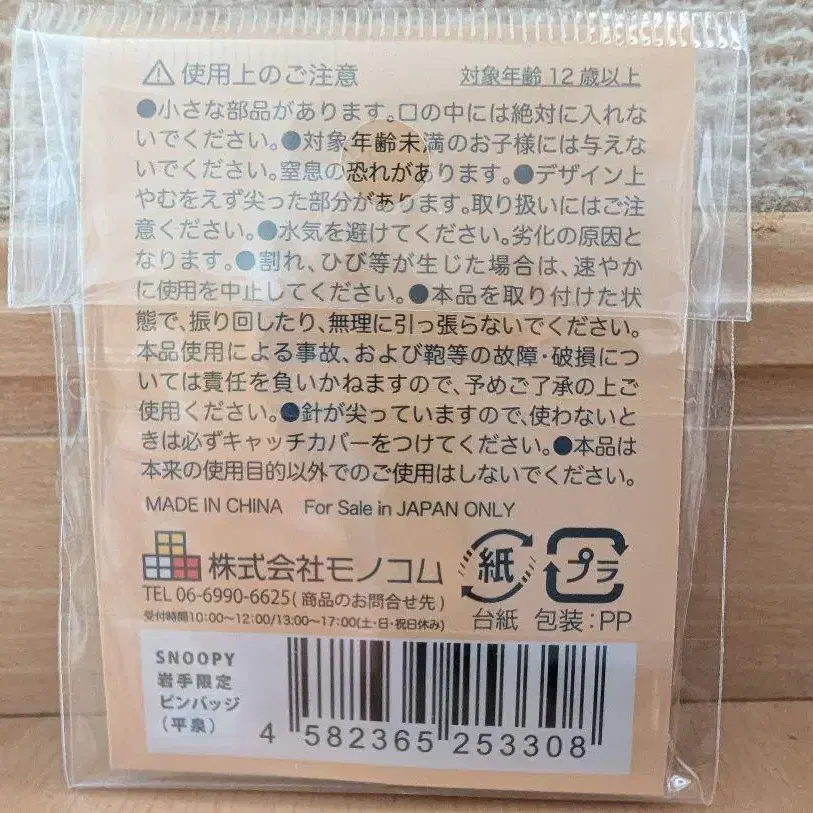 ⚠ 使用上のご注意 対象年齢12歳以上
●小さな部品があります。口の中には絶対に入れな
いでください。●対象年齢未満のお子様には与えな
いでください。窒息の恐れがあります。●デザイン上
やむをえず尖った部分があります。取り扱いにはご注
意ください。●水気を避けてください。劣化の原因と
なります。●割れ、ひび等が生じた場合は、速やか
に使用を中止してください。●本品を取り付けた状
態で、振り回したり、無理に引っ張らないでください。
本品使用による事故、および鞄等の故障・破損につ
いては責任を負いかねますので、予めご了承の上ご
使用ください。●針が尖っていますので、使わないと
きは必ずキャッチカバーをつけてください。●本品は
本来の使用目的以外でのご使用はしないでください。
MADE IN CHINA For Sale in JAPAN ONLY
株式会社モノコム
TEL 06-6990-6625(商品のお問合せ先)
受付時間10:00～12:00/13:00～17:00(土・日・祝日休み)
紙 プラ
台紙 包装:PP
SNOOPY
岩手限定
ピンバッジ
(平泉)
4 582365 253308